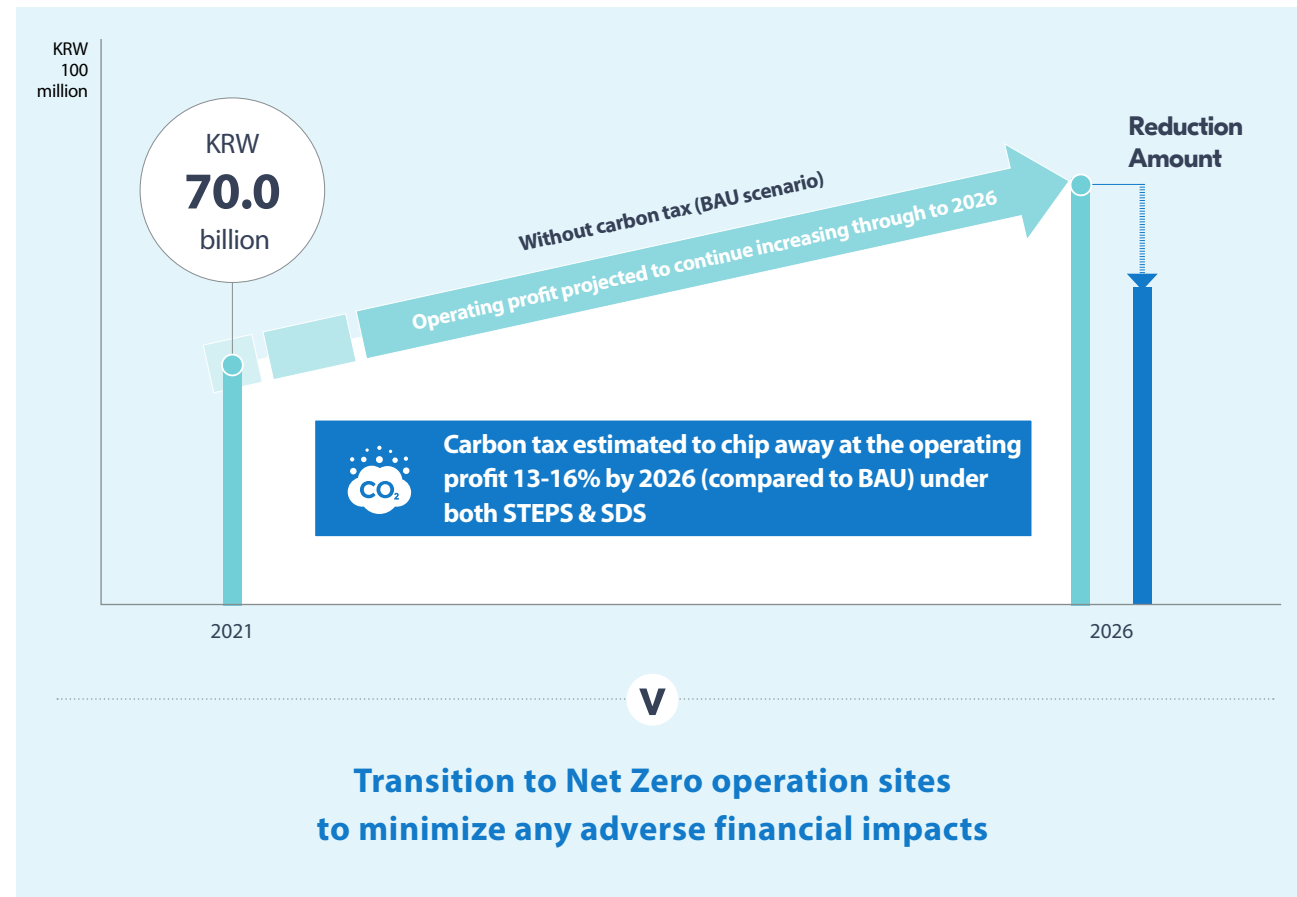 KRW
100
million
KRW
70.0
billion
Without carbon tax (BAU scenario)
Operating profit projected to continue increasing through to 2026
Reduction
Amount
CO₂
Carbon tax estimated to chip away at the operating
profit 13-16% by 2026 (compared to BAU) under
both STEPS & SDS
2021
2026
V
Transition to Net Zero operation sites
to minimize any adverse financial impacts